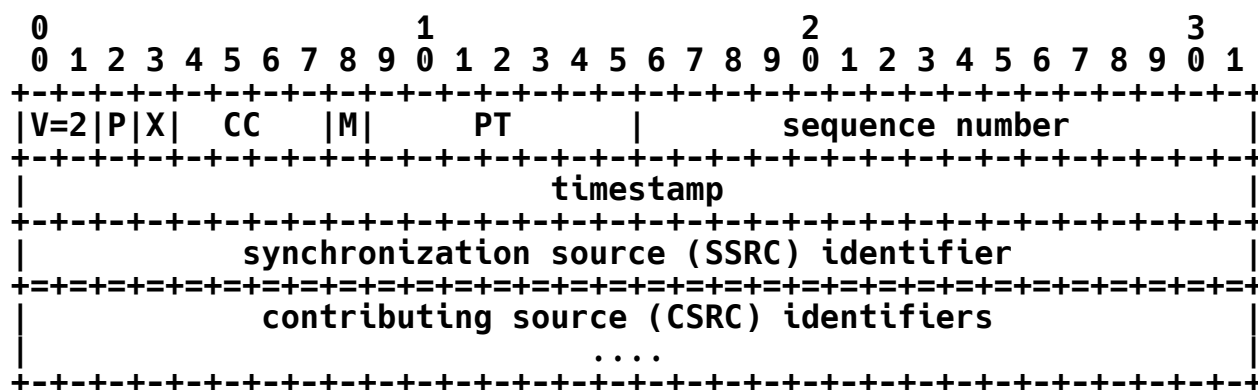 0                   1                   2                   3
 0 1 2 3 4 5 6 7 8 9 0 1 2 3 4 5 6 7 8 9 0 1 2 3 4 5 6 7 8 9 0 1
+-+-+-+-+-+-+-+-+-+-+-+-+-+-+-+-+-+-+-+-+-+-+-+-+-+-+-+-+-+-+-+-+
|V=2|P|X|  CC   |M|     PT      |       sequence number         |
+-+-+-+-+-+-+-+-+-+-+-+-+-+-+-+-+-+-+-+-+-+-+-+-+-+-+-+-+-+-+-+-+
|                           timestamp                           |
+-+-+-+-+-+-+-+-+-+-+-+-+-+-+-+-+-+-+-+-+-+-+-+-+-+-+-+-+-+-+-+-+
|           synchronization source (SSRC) identifier            |
+=+=+=+=+=+=+=+=+=+=+=+=+=+=+=+=+=+=+=+=+=+=+=+=+=+=+=+=+=+=+=+=+
|            contributing source (CSRC) identifiers             |
|                             ....                              |
+-+-+-+-+-+-+-+-+-+-+-+-+-+-+-+-+-+-+-+-+-+-+-+-+-+-+-+-+-+-+-+-+